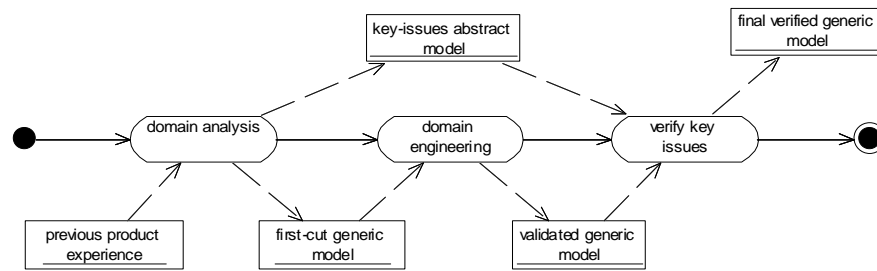 key-issues abstract
model
final verified generic
model
domain analysis
domain
engineering
verify key
issues
previous product
experience
first-cut generic
model
validated generic
model